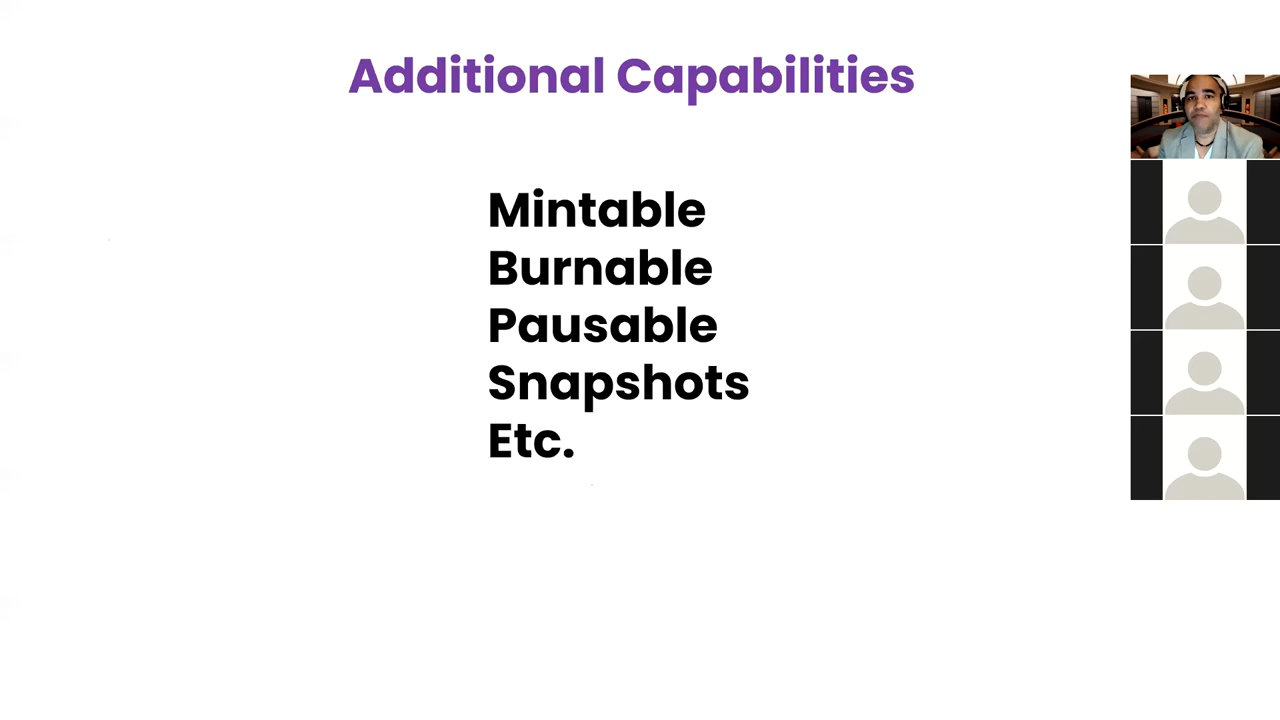 Additional Capabilities
Mintable
Burnable
Pausable
Snapshots
Etc.